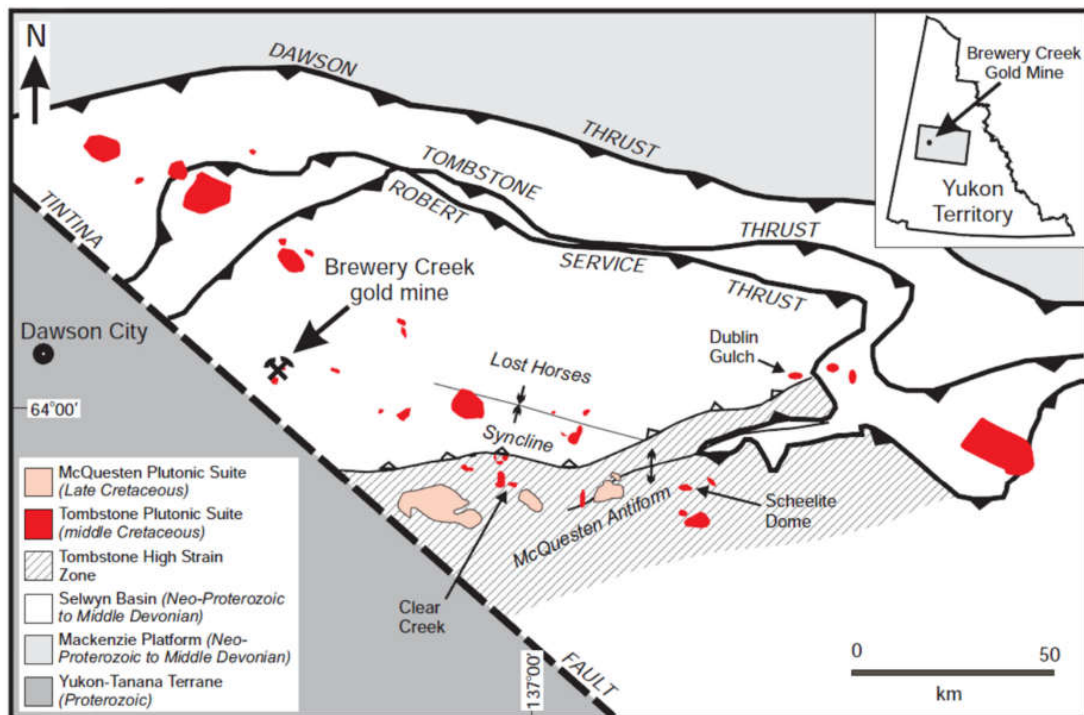 N
DAWSON
THRUST
TOMBSTONE
THRUST
ROBERT
SERVICE
THRUST
TINTINA
FAULT
Brewery Creek
Gold Mine
Yukon
Territory
Brewery Creek
gold mine
Dawson City
64°00'
Dublin
Gulch
Lost Horses
Syncline
McQuesten Antiform
Scheelite
Dome
Clear
Creek
137°00'
McQuesten Plutonic Suite
(Late Cretaceous)
Tombstone Plutonic Suite
(middle Cretaceous)
Tombstone High Strain
Zone
Selwyn Basin (Neo-Proterozoic
to Middle Devonian)
Mackenzie Platform (Neo-
Proterozoic to Middle Devonian)
Yukon-Tanana Terrane
(Proterozoic)
0 50
km